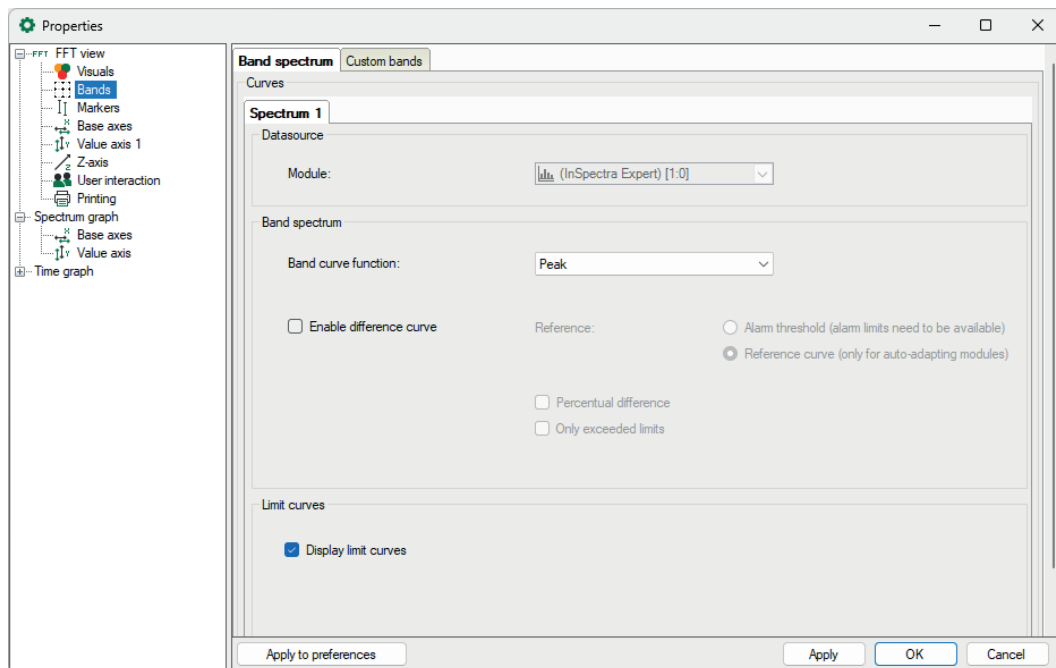 Properties
FFT FFT view
Visuals
Bands
Markers
X Base axes
Y Value axis 1
Z Z-axis
User interaction
Printing
Spectrum graph
X Base axes
Y Value axis
Time graph
Band spectrum Custom bands
Curves
Spectrum 1
Datasource
Module: (InSpectra Expert) [1:0]
Band spectrum
Band curve function: Peak
Enable difference curve Reference: Alarm threshold (alarm limits need to be available)
Reference curve (only for auto-adapting modules)
Percentual difference
Only exceeded limits
Limit curves
Display limit curves
Apply to preferences Apply OK Cancel